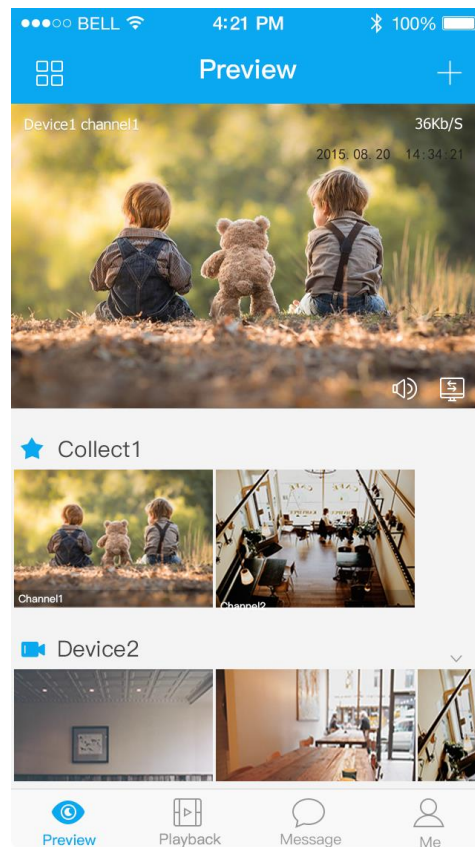 BELL 4:21 PM 100%
Preview
Device1 channel1 36Kb/S
2015. 08. 20 14:34:21
Collect1
Channel1 Channel2
Device2
Preview Playback Message Me